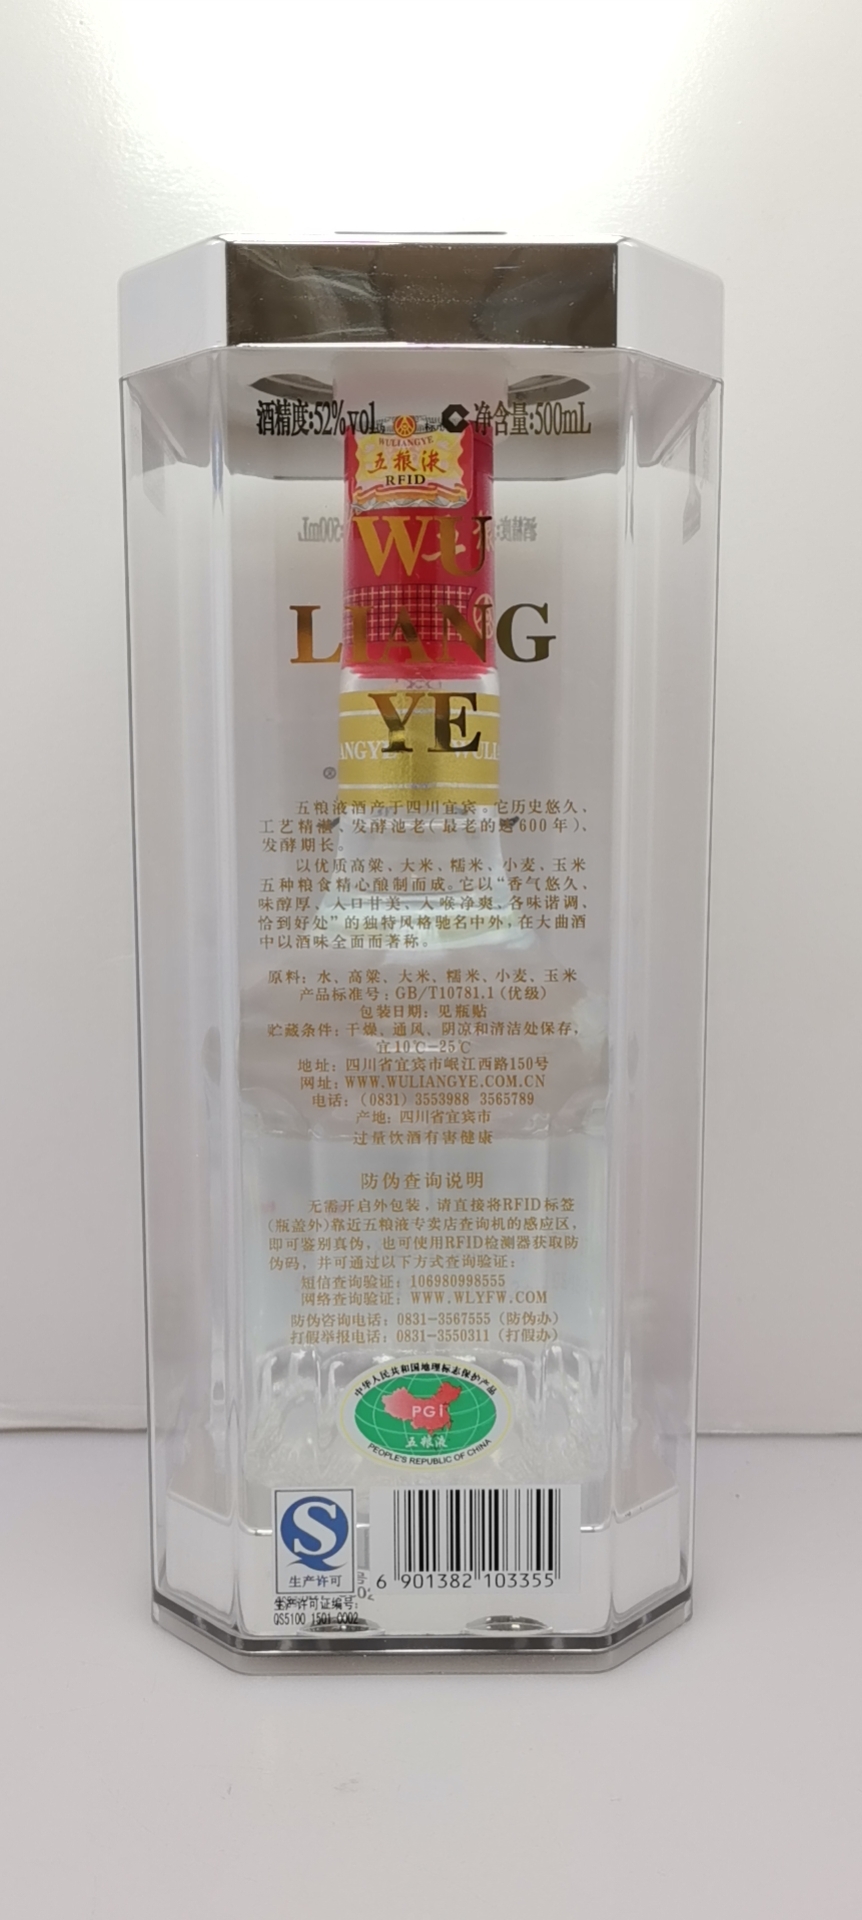 酒精度:52%vol
净含量:500mL
WULIANGYE
五粮液
RFID
WU
LIANG
YE
®
五粮液酒产于四川宜宾。它历史悠久、
工艺精湛、发酵池老(最老的逾600年)、
发酵期长。
以优质高粱、大米、糯米、小麦、玉米
五种粮食精心酿制而成。它以“香气悠久、
味醇厚、入口甘美、入喉净爽、各味谐调、
恰到好处”的独特风格驰名中外,在大曲酒
中以酒味全面而著称。
原料: 水、高粱、大米、糯米、小麦、玉米
产品标准号: GB/T10781.1 (优级)
包装日期: 见瓶贴
贮藏条件: 干燥、通风、阴凉和清洁处保存,
宜10℃-25℃
地址: 四川省宜宾市岷江西路150号
网址: WWW.WULIANGYE.COM.CN
电话: (0831) 3553988 3565789
产地: 四川省宜宾市
过量饮酒有害健康
防伪查询说明
无需开启外包装,请直接将RFID标签
(瓶盖外)靠近五粮液专卖店查询机的感应区,
即可鉴别真伪,也可使用RFID检测器获取防
伪码,并可通过以下方式查询验证:
短信查询验证: 106980998555
网络查询验证: WWW.WLYFW.COM
防伪咨询电话: 0831-3567555 (防伪办)
打假举报电话: 0831-3550311 (打假办)
中华人民共和国地理标志保护产品
PGI
五粮液
PEOPLE'S REPUBLIC OF CHINA
生产许可
6 901382 103355
生产许可证编号:
QS5100 1501 0002